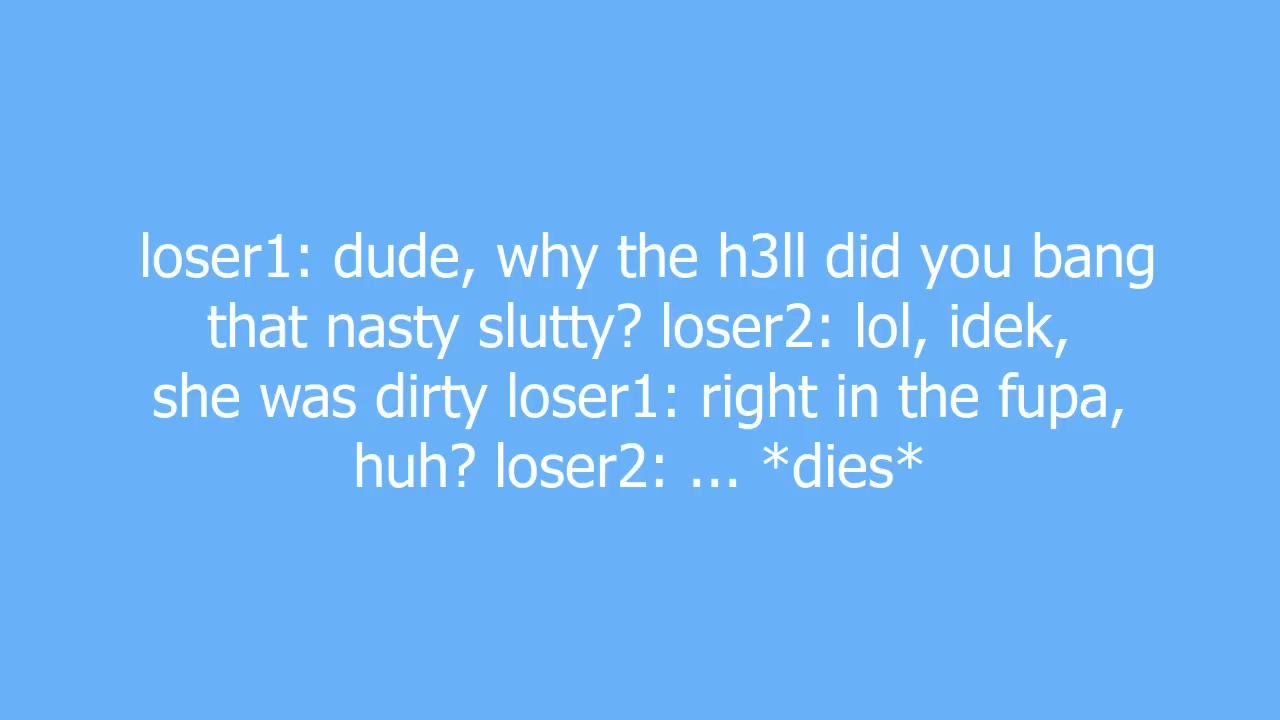 loser1: dude, why the h3ll did you bang
that nasty slutty? loser2: lol, idek,
she was dirty loser1: right in the fupa,
huh? loser2: ... *dies*